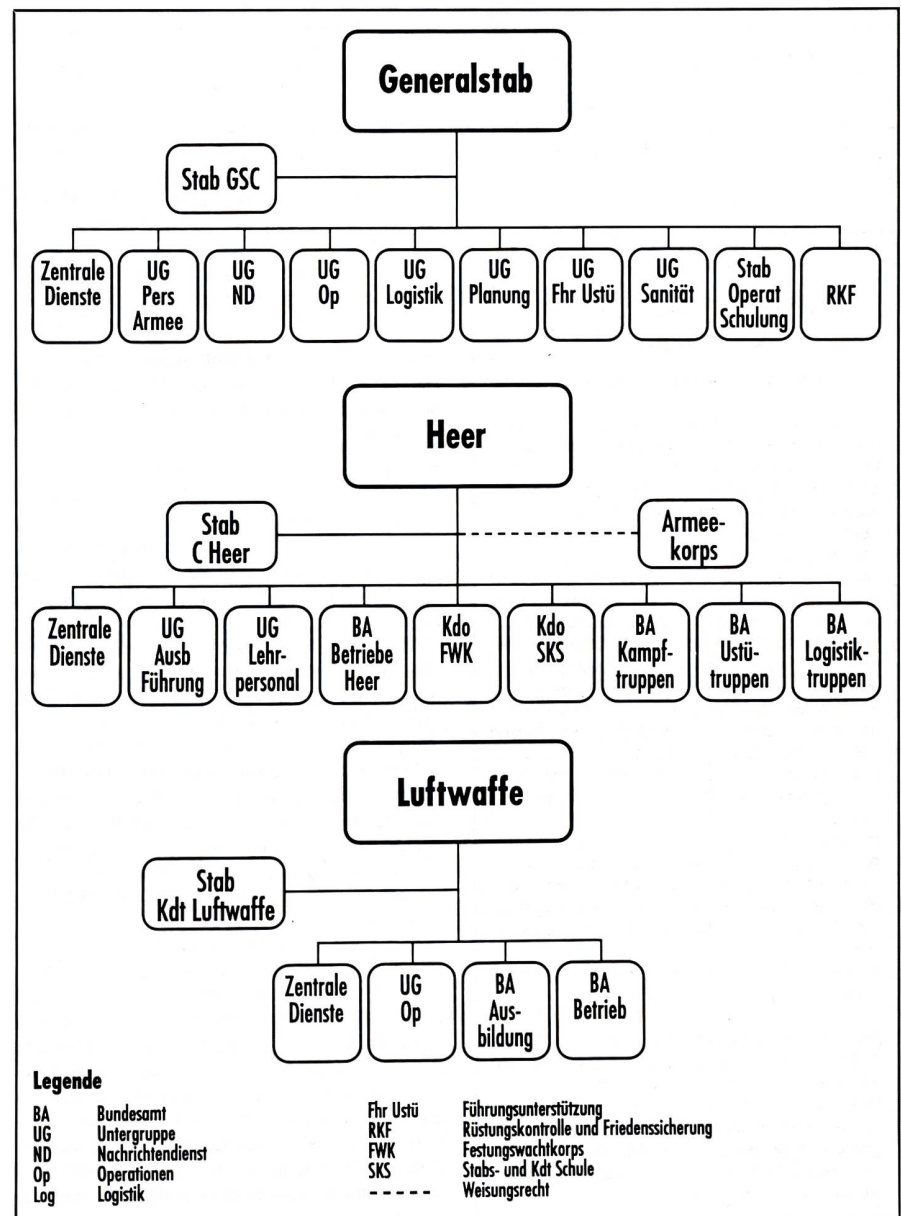 Generalstab
Stab GSC
Zentrale
Dienste
UG
Pers
Armee
UG
ND
UG
Op
UG
Logistik
UG
Planung
UG
Fhr Ustü
UG
Sanität
Stab
Operat
Schulung
RKF
Heer
Stab
C Heer
Armee-
korps
Zentrale
Dienste
UG
Ausb
Führung
UG
Lehr-
personal
BA
Betriebe
Heer
Kdo
FWK
Kdo
SKS
BA
Kampf-
truppen
BA
Ustü-
truppen
BA
Logistik-
truppen
Luftwaffe
Stab
Kdt Luftwaffe
Zentrale
Dienste
UG
Op
BA
Aus-
bildung
BA
Betrieb
Legende
BA Bundesamt
UG Untergruppe
ND Nachrichtendienst
Op Operationen
Log Logistik
Fhr Ustü Führungsunterstützung
RKF Rüstungskontrolle und Friedenssicherung
FWK Festungswachtkorps
SKS Stabs- und Kdt Schule
----- Weisungsrecht